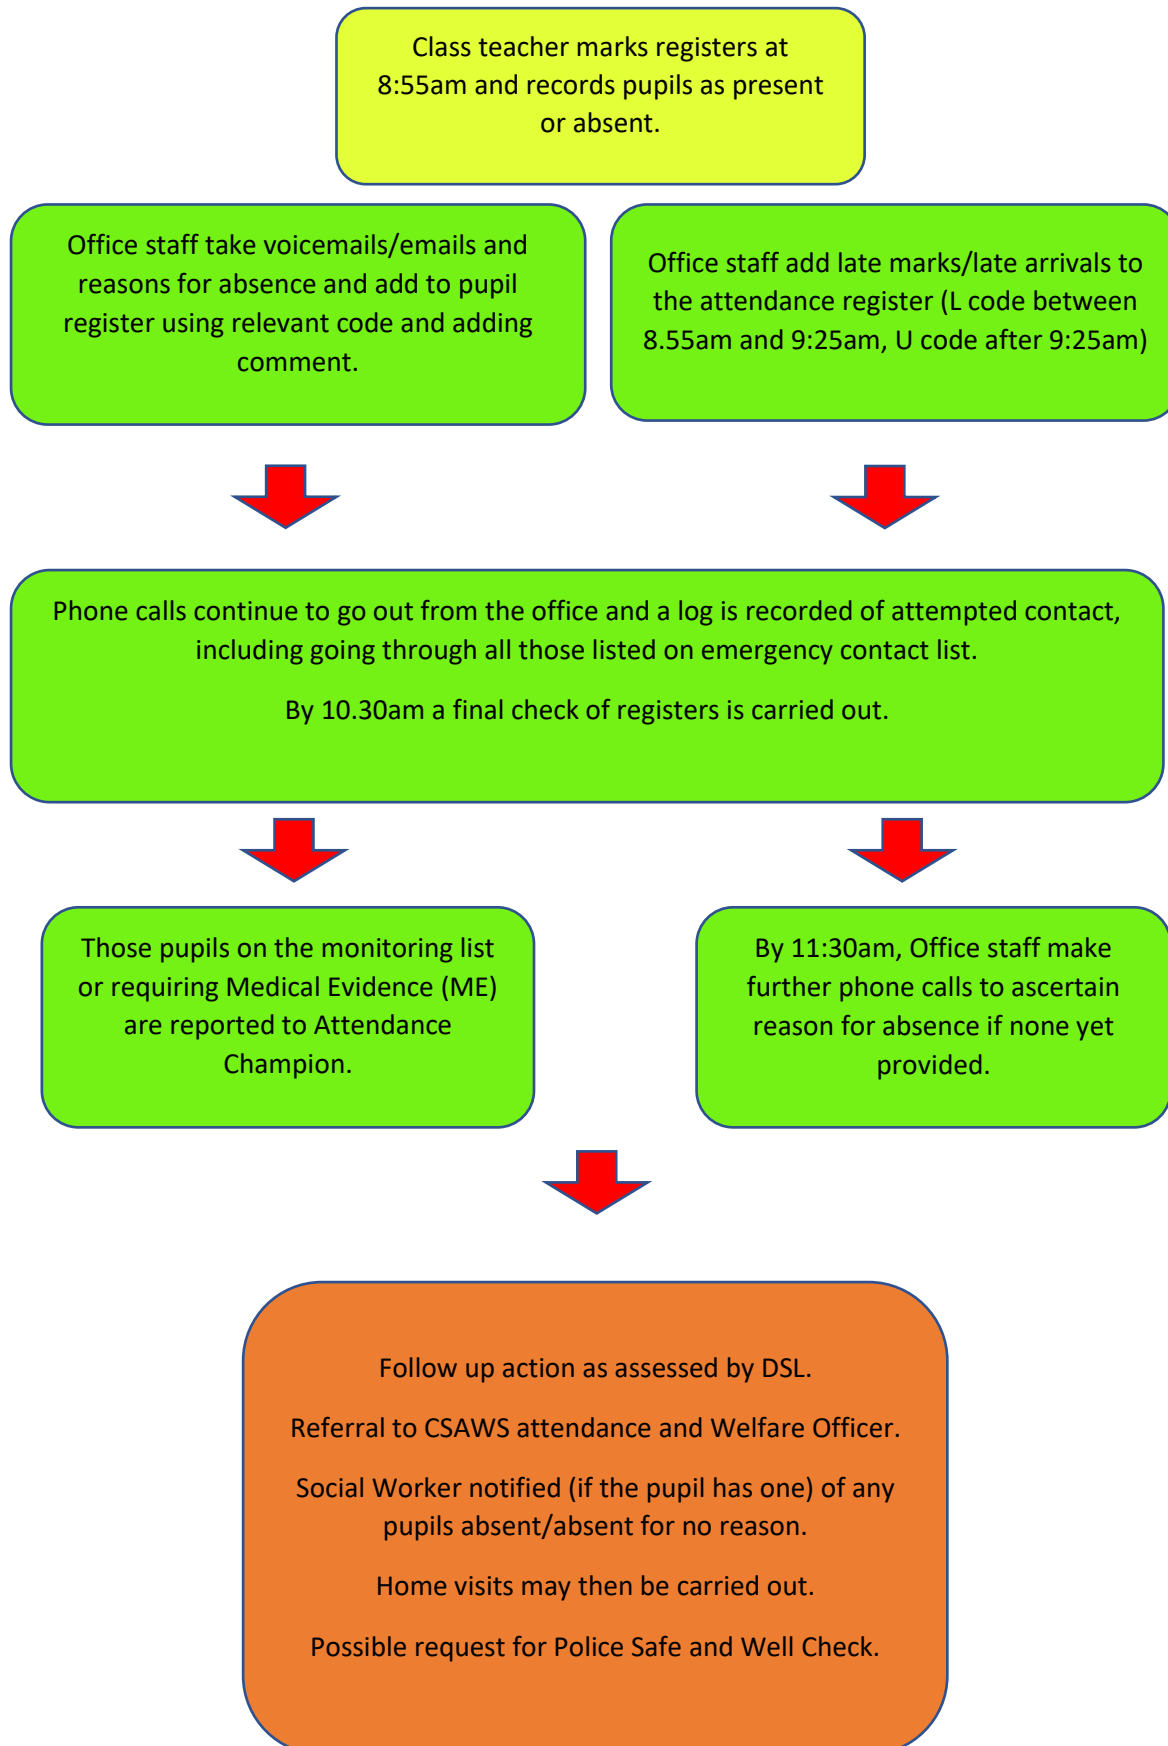 Class teacher marks registers at
8:55am and records pupils as present
or absent.
Office staff take voicemails/emails and
reasons for absence and add to pupil
register using relevant code and adding
comment.
Office staff add late marks/late arrivals to
the attendance register (L code between
8.55am and 9:25am, U code after 9:25am)
Phone calls continue to go out from the office and a log is recorded of attempted contact,
including going through all those listed on emergency contact list.
By 10.30am a final check of registers is carried out.
Those pupils on the monitoring list
or requiring Medical Evidence (ME)
are reported to Attendance
Champion.
By 11:30am, Office staff make
further phone calls to ascertain
reason for absence if none yet
provided.
Follow up action as assessed by DSL.
Referral to CSAWS attendance and Welfare Officer.
Social Worker notified (if the pupil has one) of any
pupils absent/absent for no reason.
Home visits may then be carried out.
Possible request for Police Safe and Well Check.